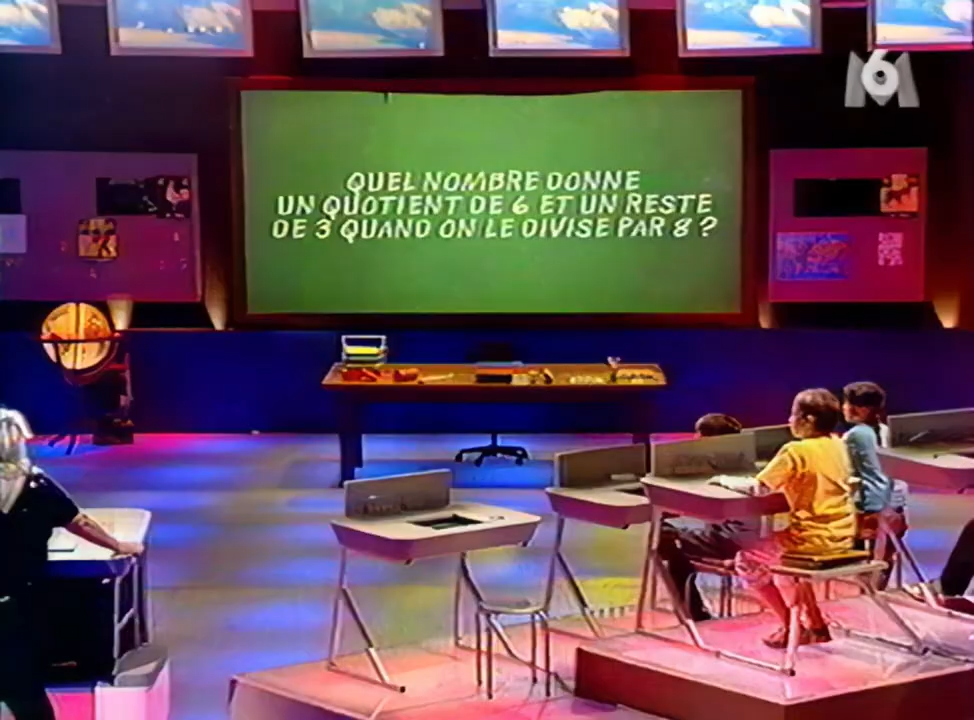 M6
QUEL NOMBRE DONNE
UN QUOTIENT DE 6 ET UN RESTE
DE 3 QUAND ON LE DIVISE PAR 8 ?